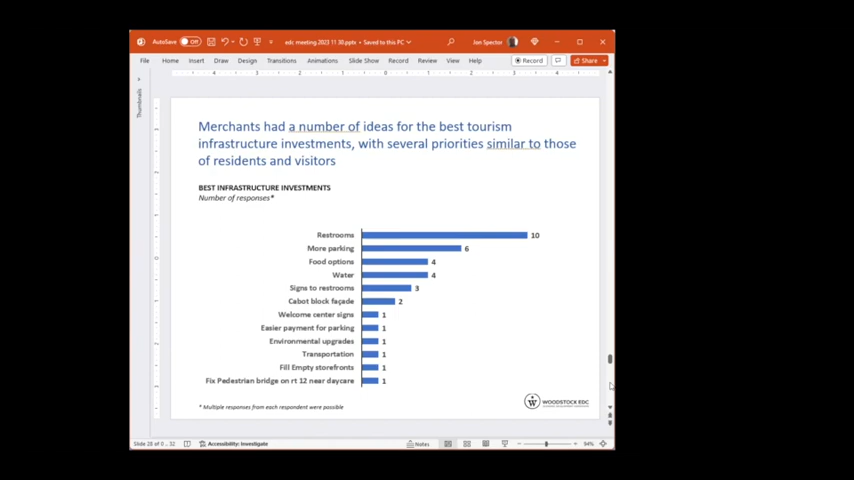 AutoSave Off edc meeting.2023 11 30.pptx • Saved to this PC Jon Spector
File Home Insert Draw Design Transitions Animations Slide Show Record Review View Help Record Share
Thumbnails
Merchants had a number of ideas for the best tourism
infrastructure investments, with several priorities similar to those
of residents and visitors
BEST INFRASTRUCTURE INVESTMENTS
Number of responses*
Restrooms 10
More parking 6
Food options 4
Water 4
Signs to restrooms 3
Cabot block façade 2
Welcome center signs 1
Easier payment for parking 1
Environmental upgrades 1
Transportation 1
Fill Empty storefronts 1
Fix Pedestrian bridge on rt 12 near daycare 1
* Multiple responses from each respondent were possible
W WOODSTOCK EDC
Slide 28 of 0 .. 32 Accessibility: Investigate Notes 94%